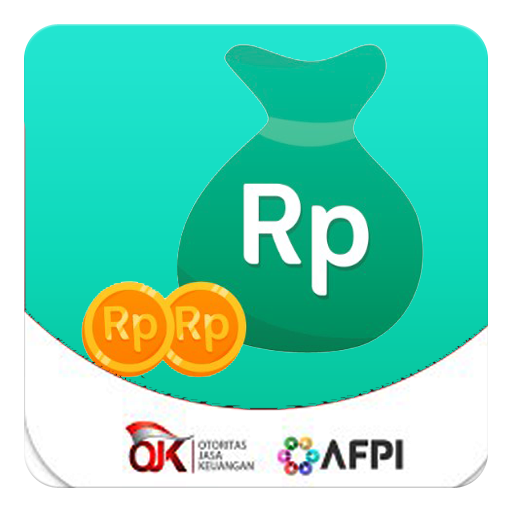 Rp
Rp Rp
OJK OTORITAS
JASA
KEUANGAN
AFPI